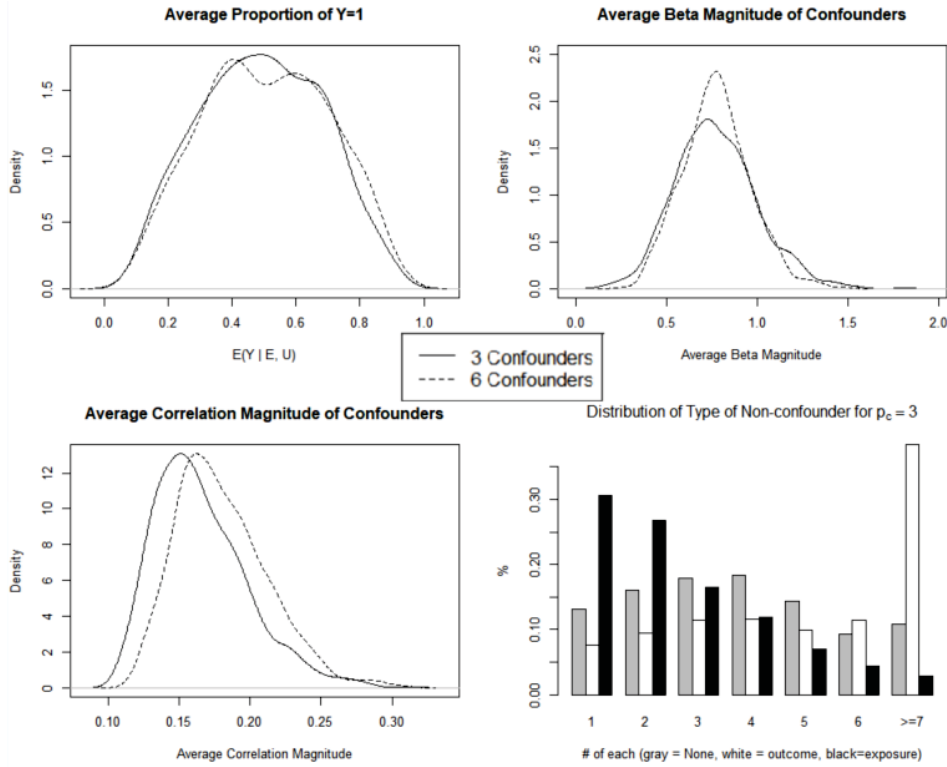 Average Proportion of Y=1
Density
0.0 0.5 1.0 1.5
0.0 0.2 0.4 0.6 0.8 1.0
E(Y | E, U)
Average Beta Magnitude of Confounders
Density
0.0 0.5 1.0 1.5 2.0 2.5
0.0 0.5 1.0 1.5 2.0
Average Beta Magnitude
3 Confounders
6 Confounders
Average Correlation Magnitude of Confounders
Density
0 2 4 6 8 10 12
0.10 0.15 0.20 0.25 0.30
Average Correlation Magnitude
Distribution of Type of Non-confounder for pc = 3
%
0.00 0.10 0.20 0.30
1 2 3 4 5 6 >=7
# of each (gray = None, white = outcome, black=exposure)